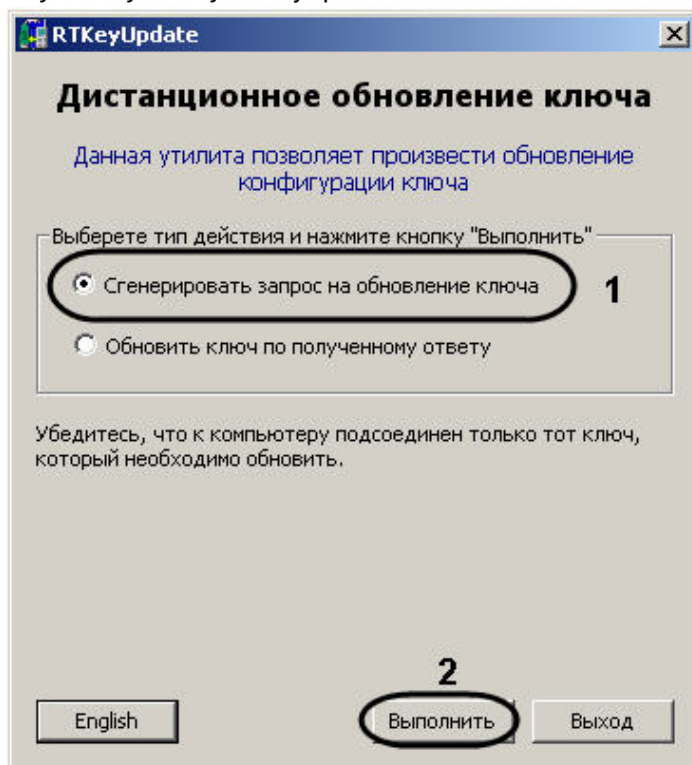 RTKeyUpdate
Дистанционное обновление ключа
Данная утилита позволяет произвести обновление
конфигурации ключа
Выберете тип действия и нажмите кнопку "Выполнить"
Сгенерировать запрос на обновление ключа
1
Обновить ключ по полученному ответу
Убедитесь, что к компьютеру подсоединен только тот ключ,
который необходимо обновить.
2
English
Выполнить
Выход